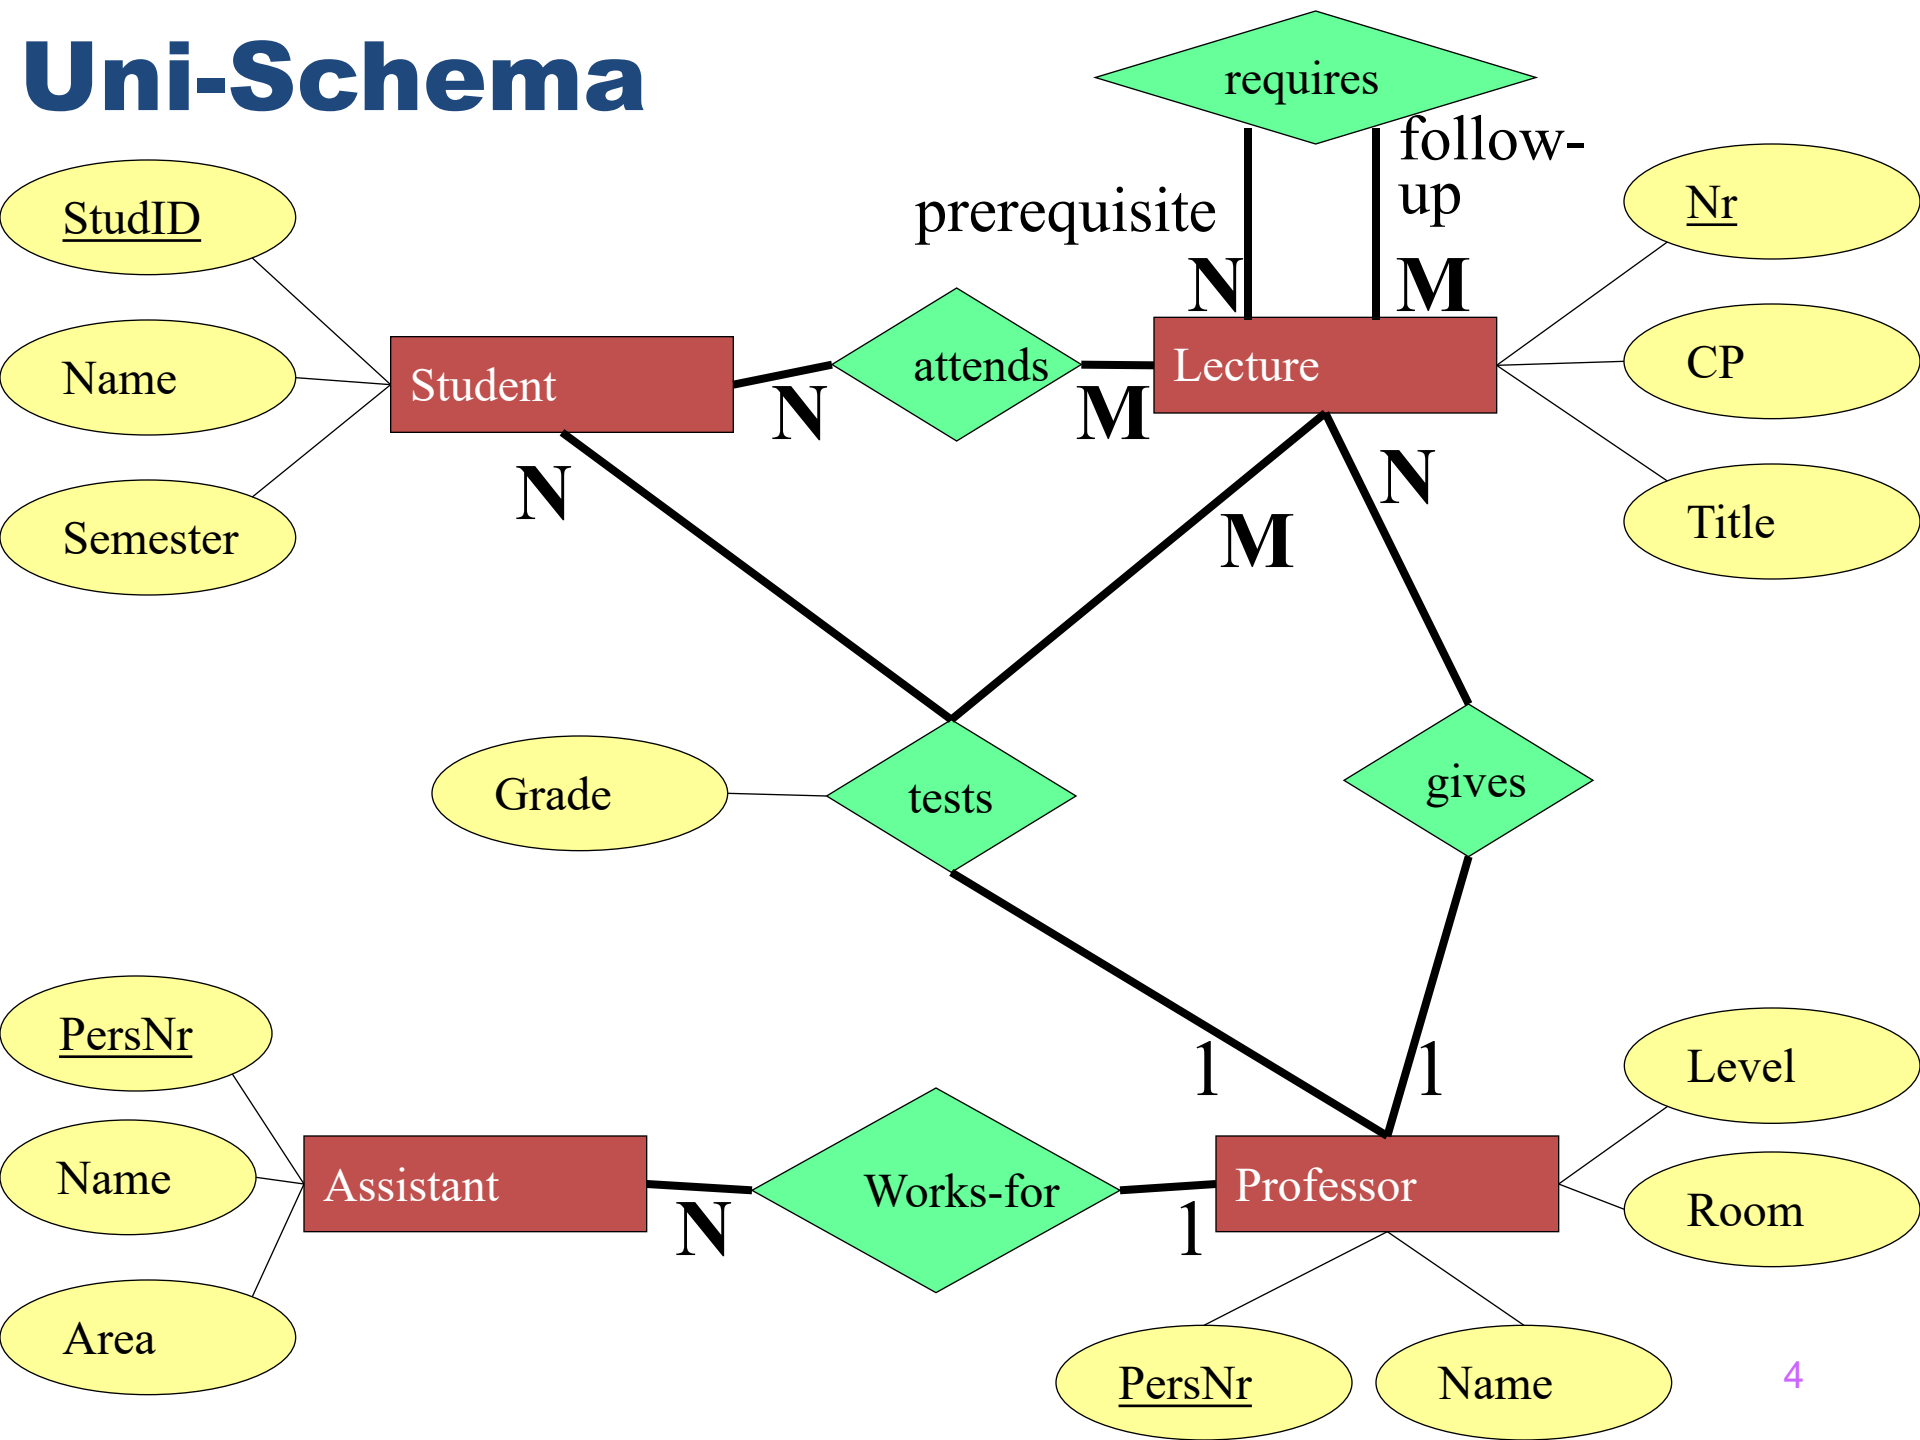 Uni-Schema
requires
follow-
up
prerequisite
StudID
Nr
N
M
Name
Student
attends
Lecture
CP
N
M
Semester
N
N
M
Title
Grade
tests
gives
PersNr
1
1
Level
Name
Assistant
Works-for
Professor
Room
N
1
Area
PersNr
Name
4